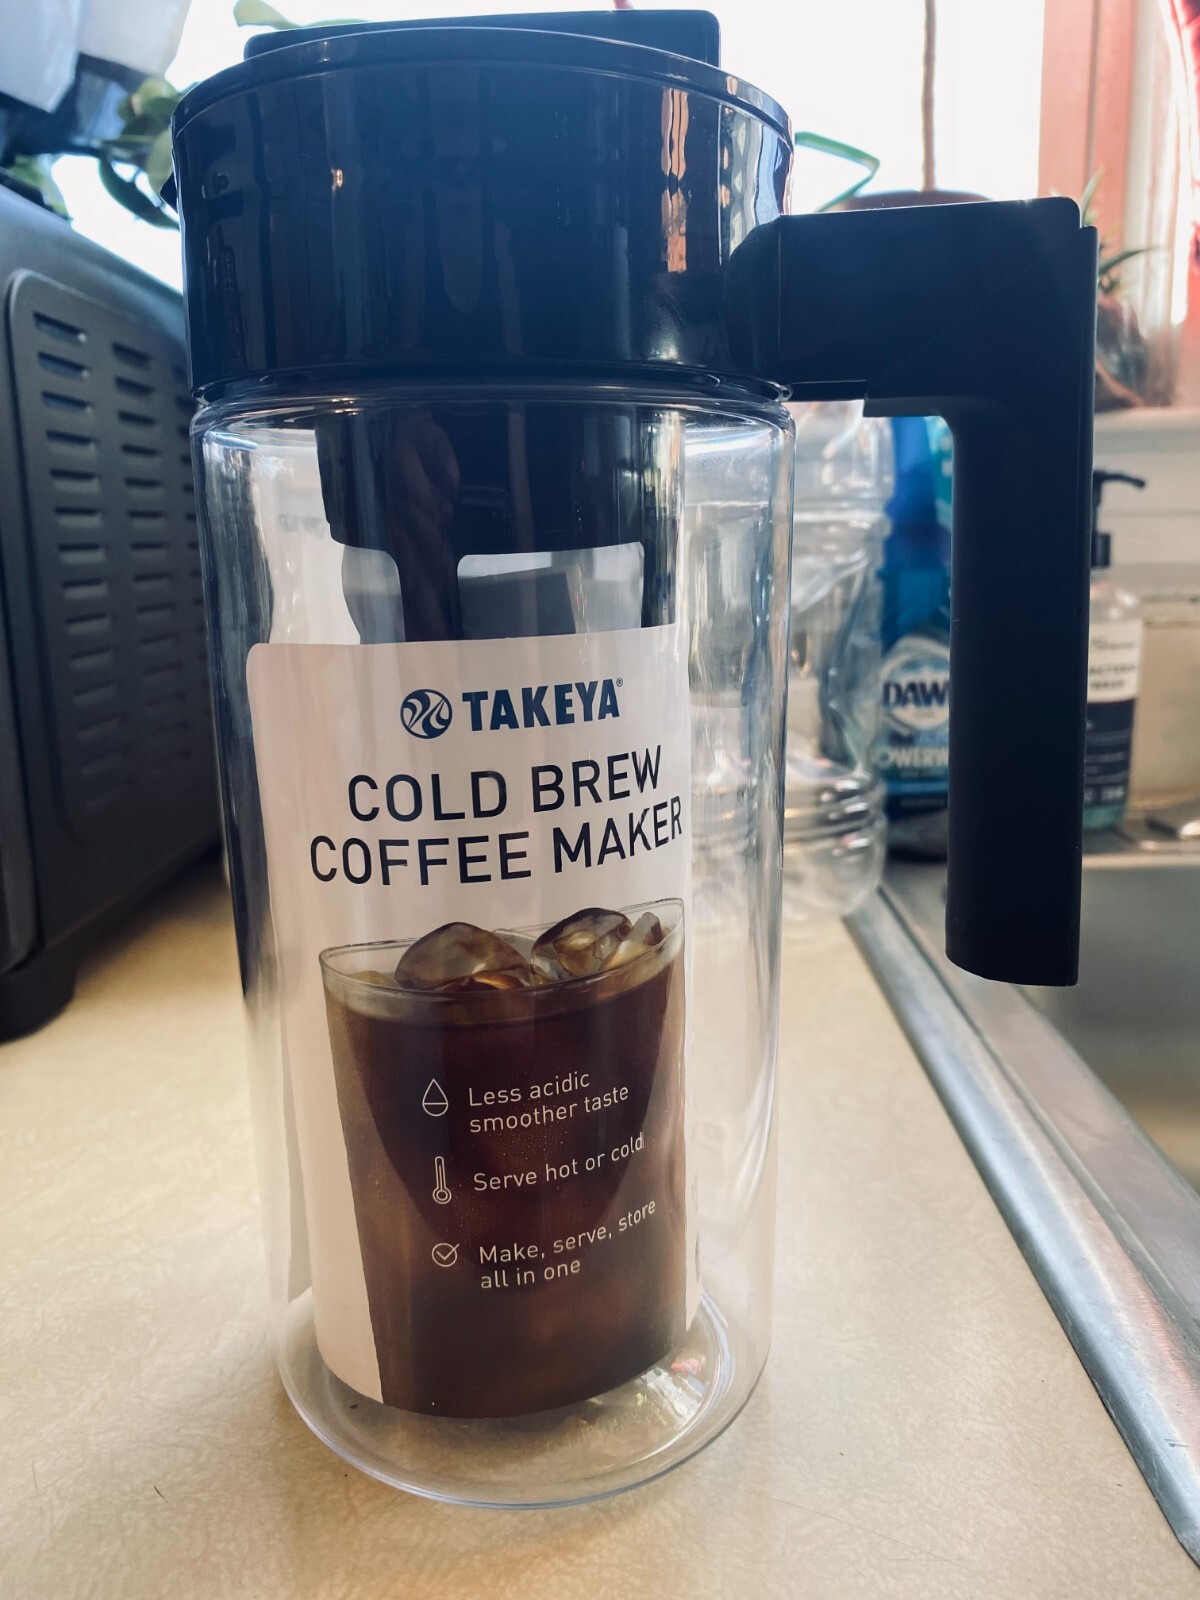 TAKEYA®
COLD BREW
COFFEE MAKER
Less acidic
smoother taste
Serve hot or cold
Make, serve, store
all in one
DAW